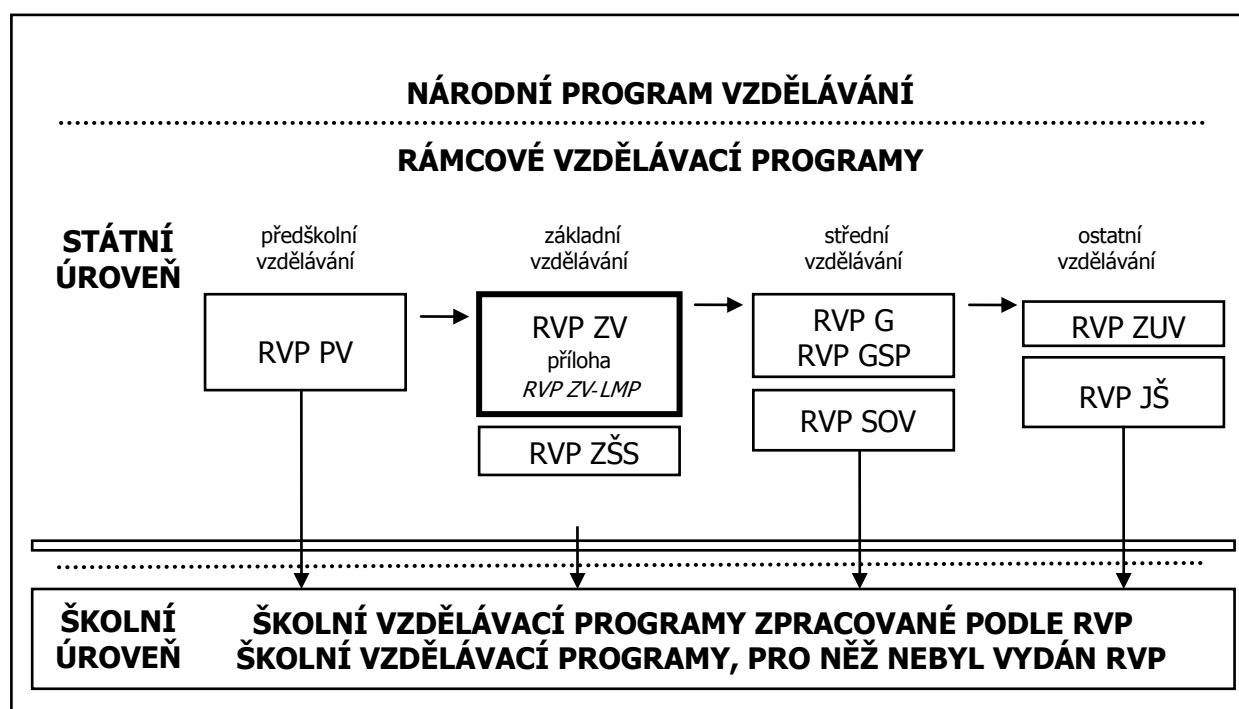 NÁRODNÍ PROGRAM VZDĚLÁVÁNÍ
RÁMCOVÉ VZDĚLÁVACÍ PROGRAMY
STÁTNÍ
ÚROVEŇ
předškolní
vzdělávání
základní
vzdělávání
střední
vzdělávání
ostatní
vzdělávání
RVP PV
RVP ZV
příloha
RVP ZV-LMP
RVP ZŠS
RVP G
RVP GSP
RVP SOV
RVP ZUV
RVP JŠ
ŠKOLNÍ
ÚROVEŇ
ŠKOLNÍ VZDĚLÁVACÍ PROGRAMY ZPRACOVANÉ PODLE RVP
ŠKOLNÍ VZDĚLÁVACÍ PROGRAMY, PRO NĚŽ NEBYL VYDÁN RVP